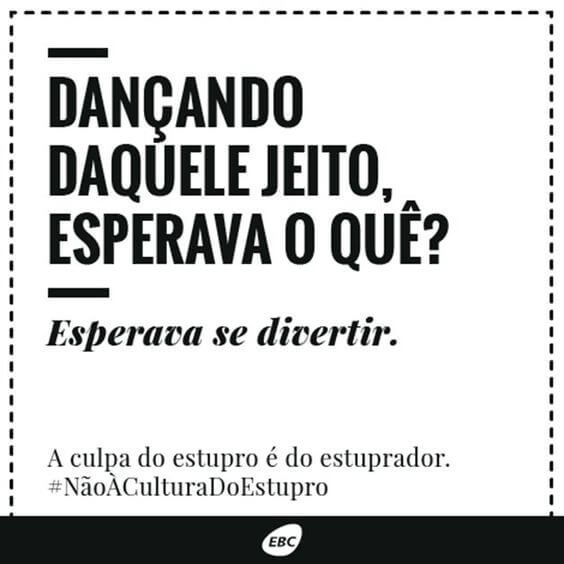 DANÇANDO
DAQUELE JEITO,
ESPERAVA O QUÊ?
Esperava se divertir.
A culpa do estupro é do estuprador.
#NãoÀCulturaDoEstupro
EBC